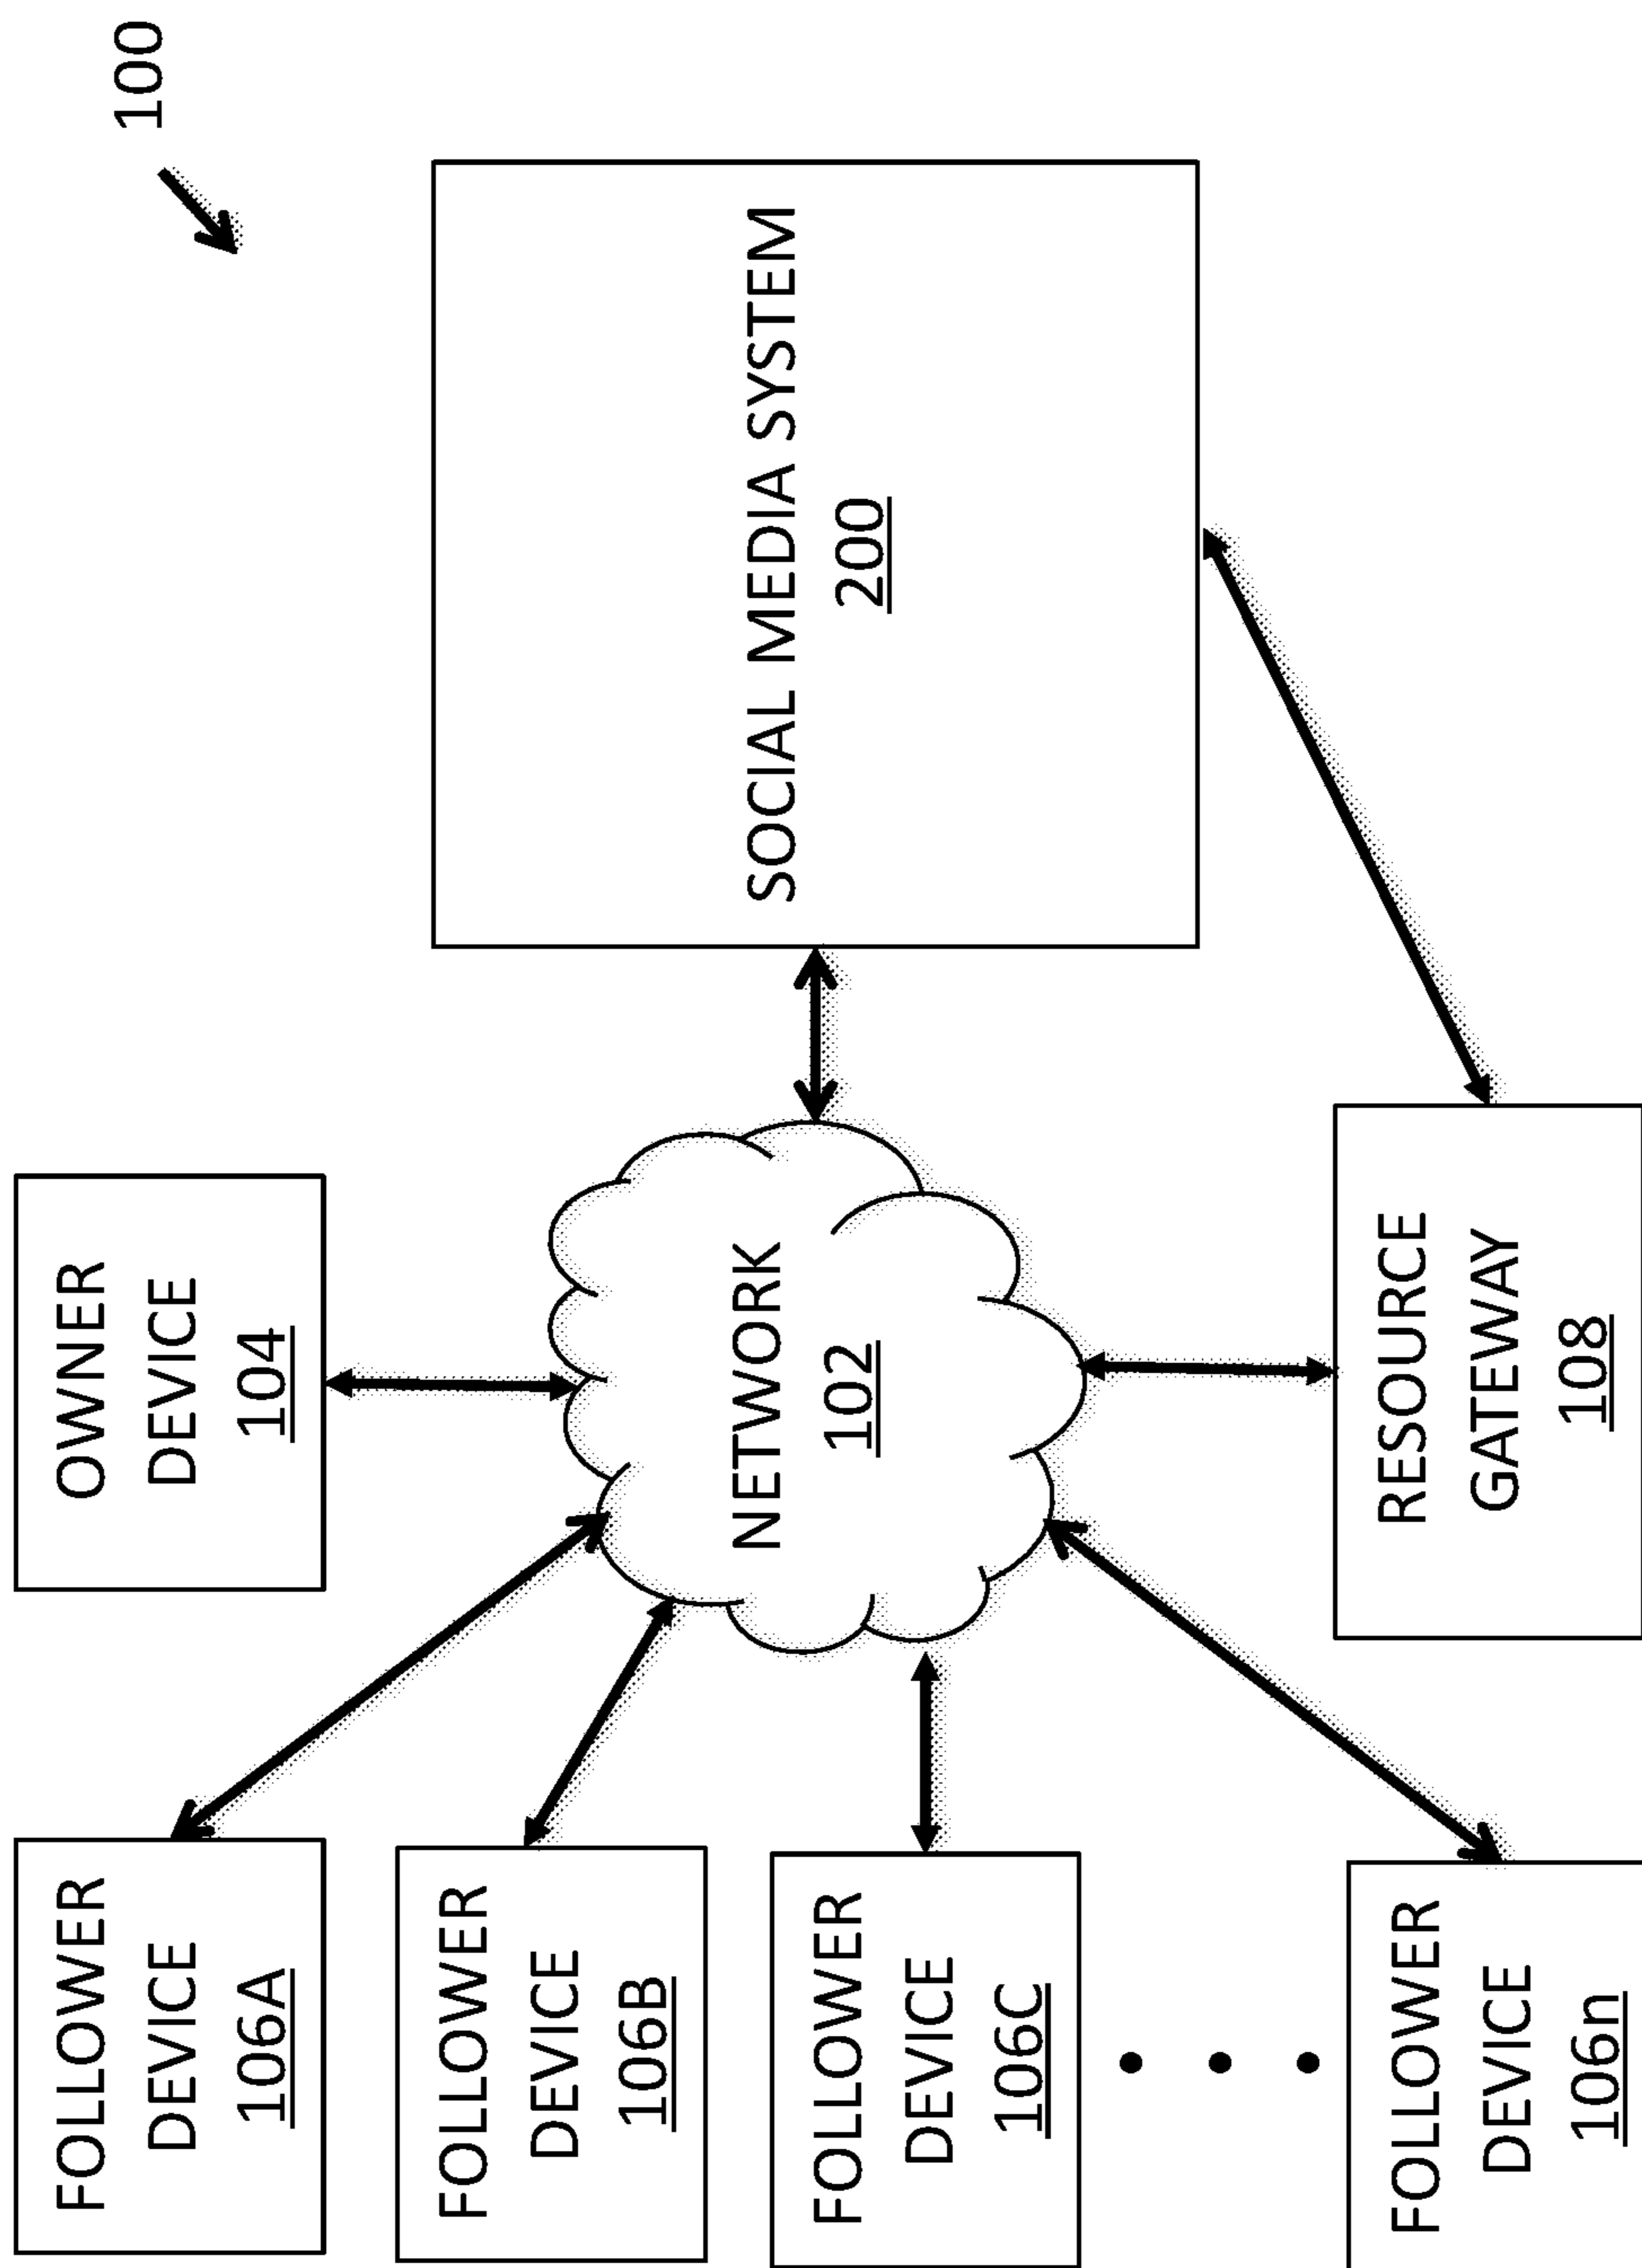 100
FOLLOWER
DEVICE
106A
OWNER
DEVICE
104
FOLLOWER
DEVICE
106B
NETWORK
102
SOCIAL MEDIA SYSTEM
200
FOLLOWER
DEVICE
106C
FOLLOWER
DEVICE
106n
RESOURCE
GATEWAY
108